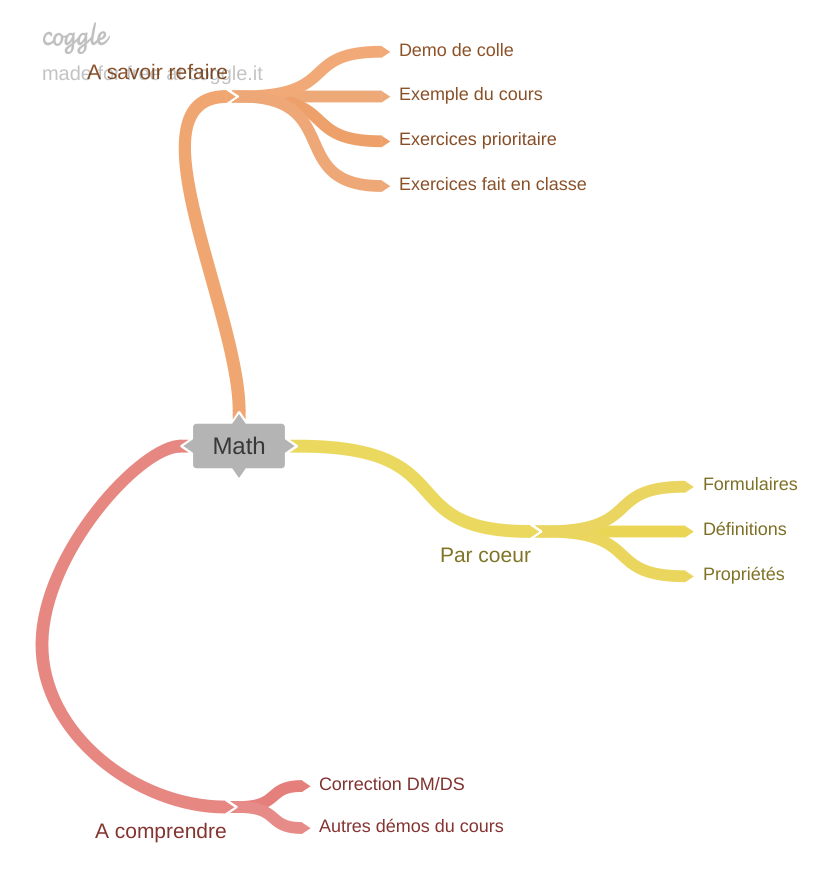 coggle
made for free at coggle.it
A savoir refaire
Demo de colle
Exemple du cours
Exercices prioritaire
Exercices fait en classe
Math
Par coeur
Formulaires
Définitions
Propriétés
A comprendre
Correction DM/DS
Autres démos du cours